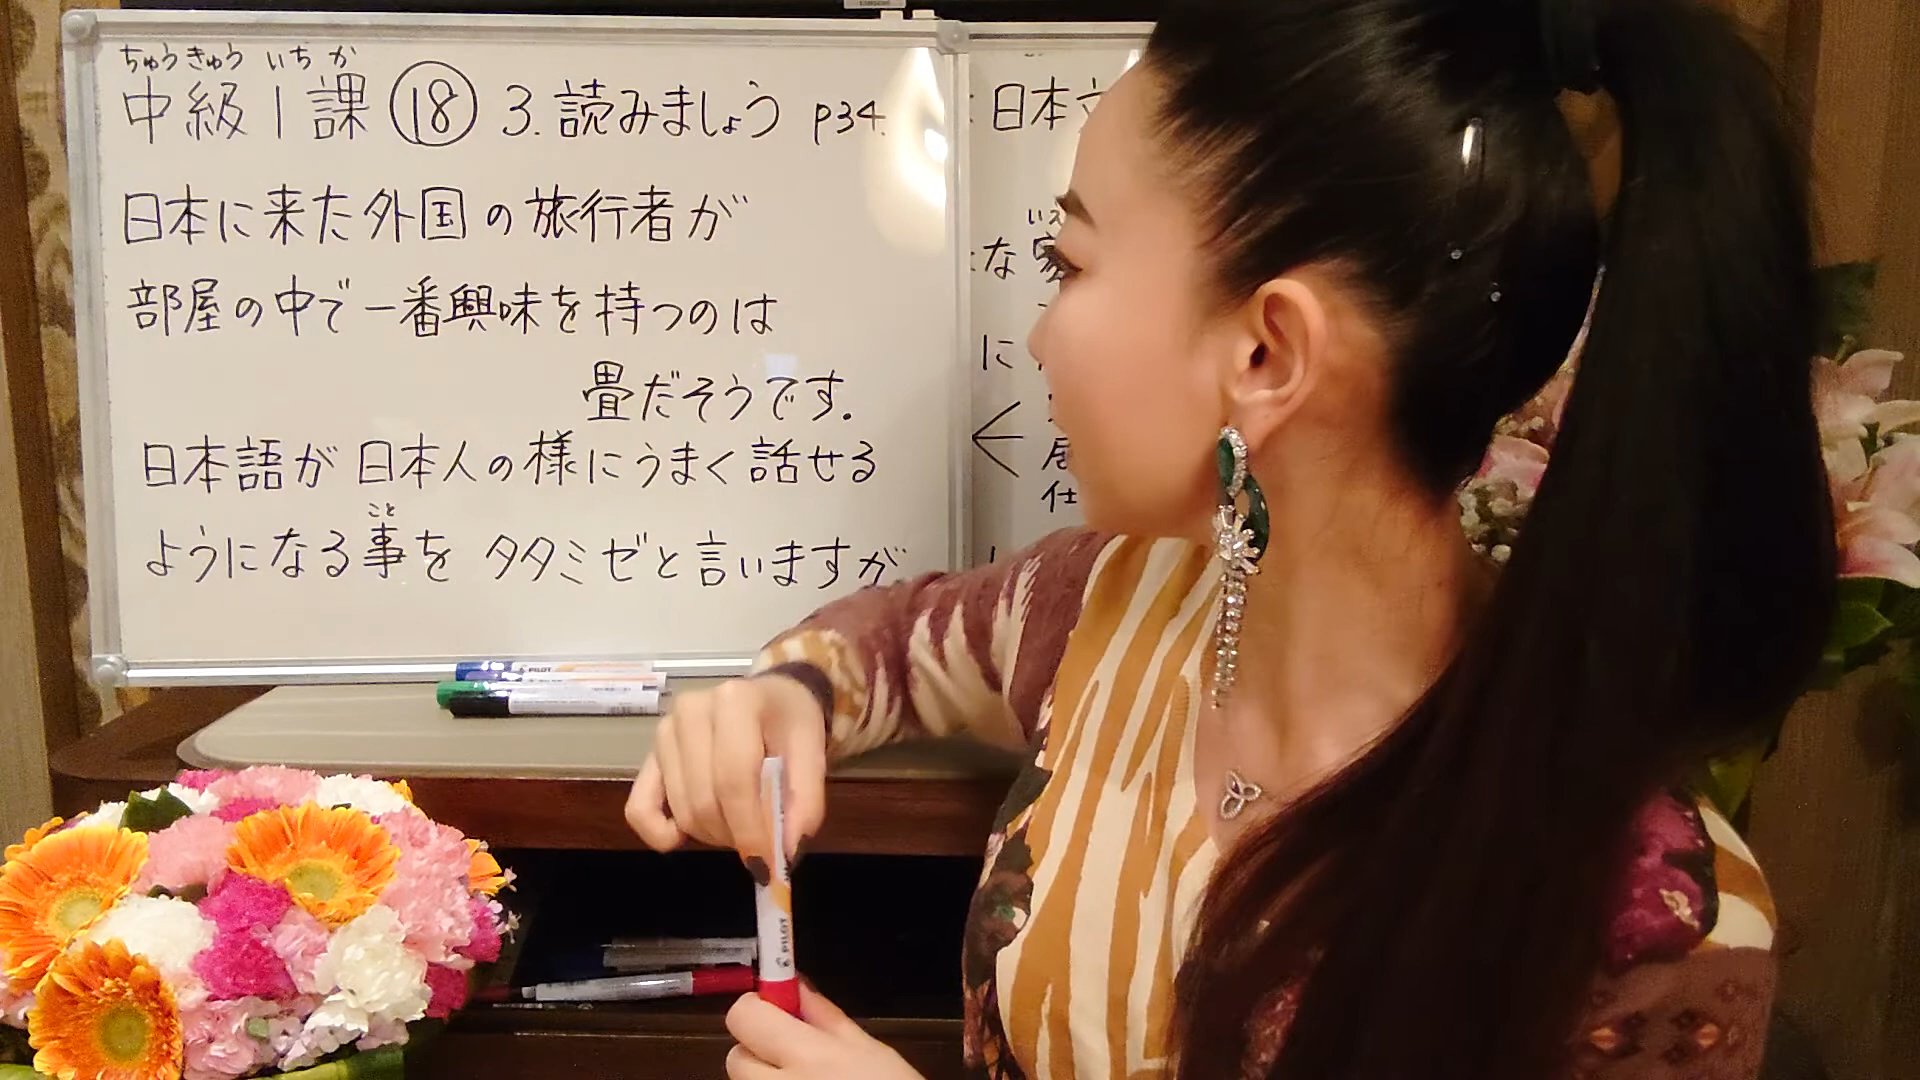 ちゅうきゅう いち か
中級1課 ⑱ 3.読みましょう p34.
日本に来た外国の旅行者が
部屋の中で一番興味を持つのは
畳だそうです.
日本語が日本人の様にうまく話せる
こと
ようになる事をタタミゼと言いますが
日本
いえ
な家
に
仕
PILOT
PILOT